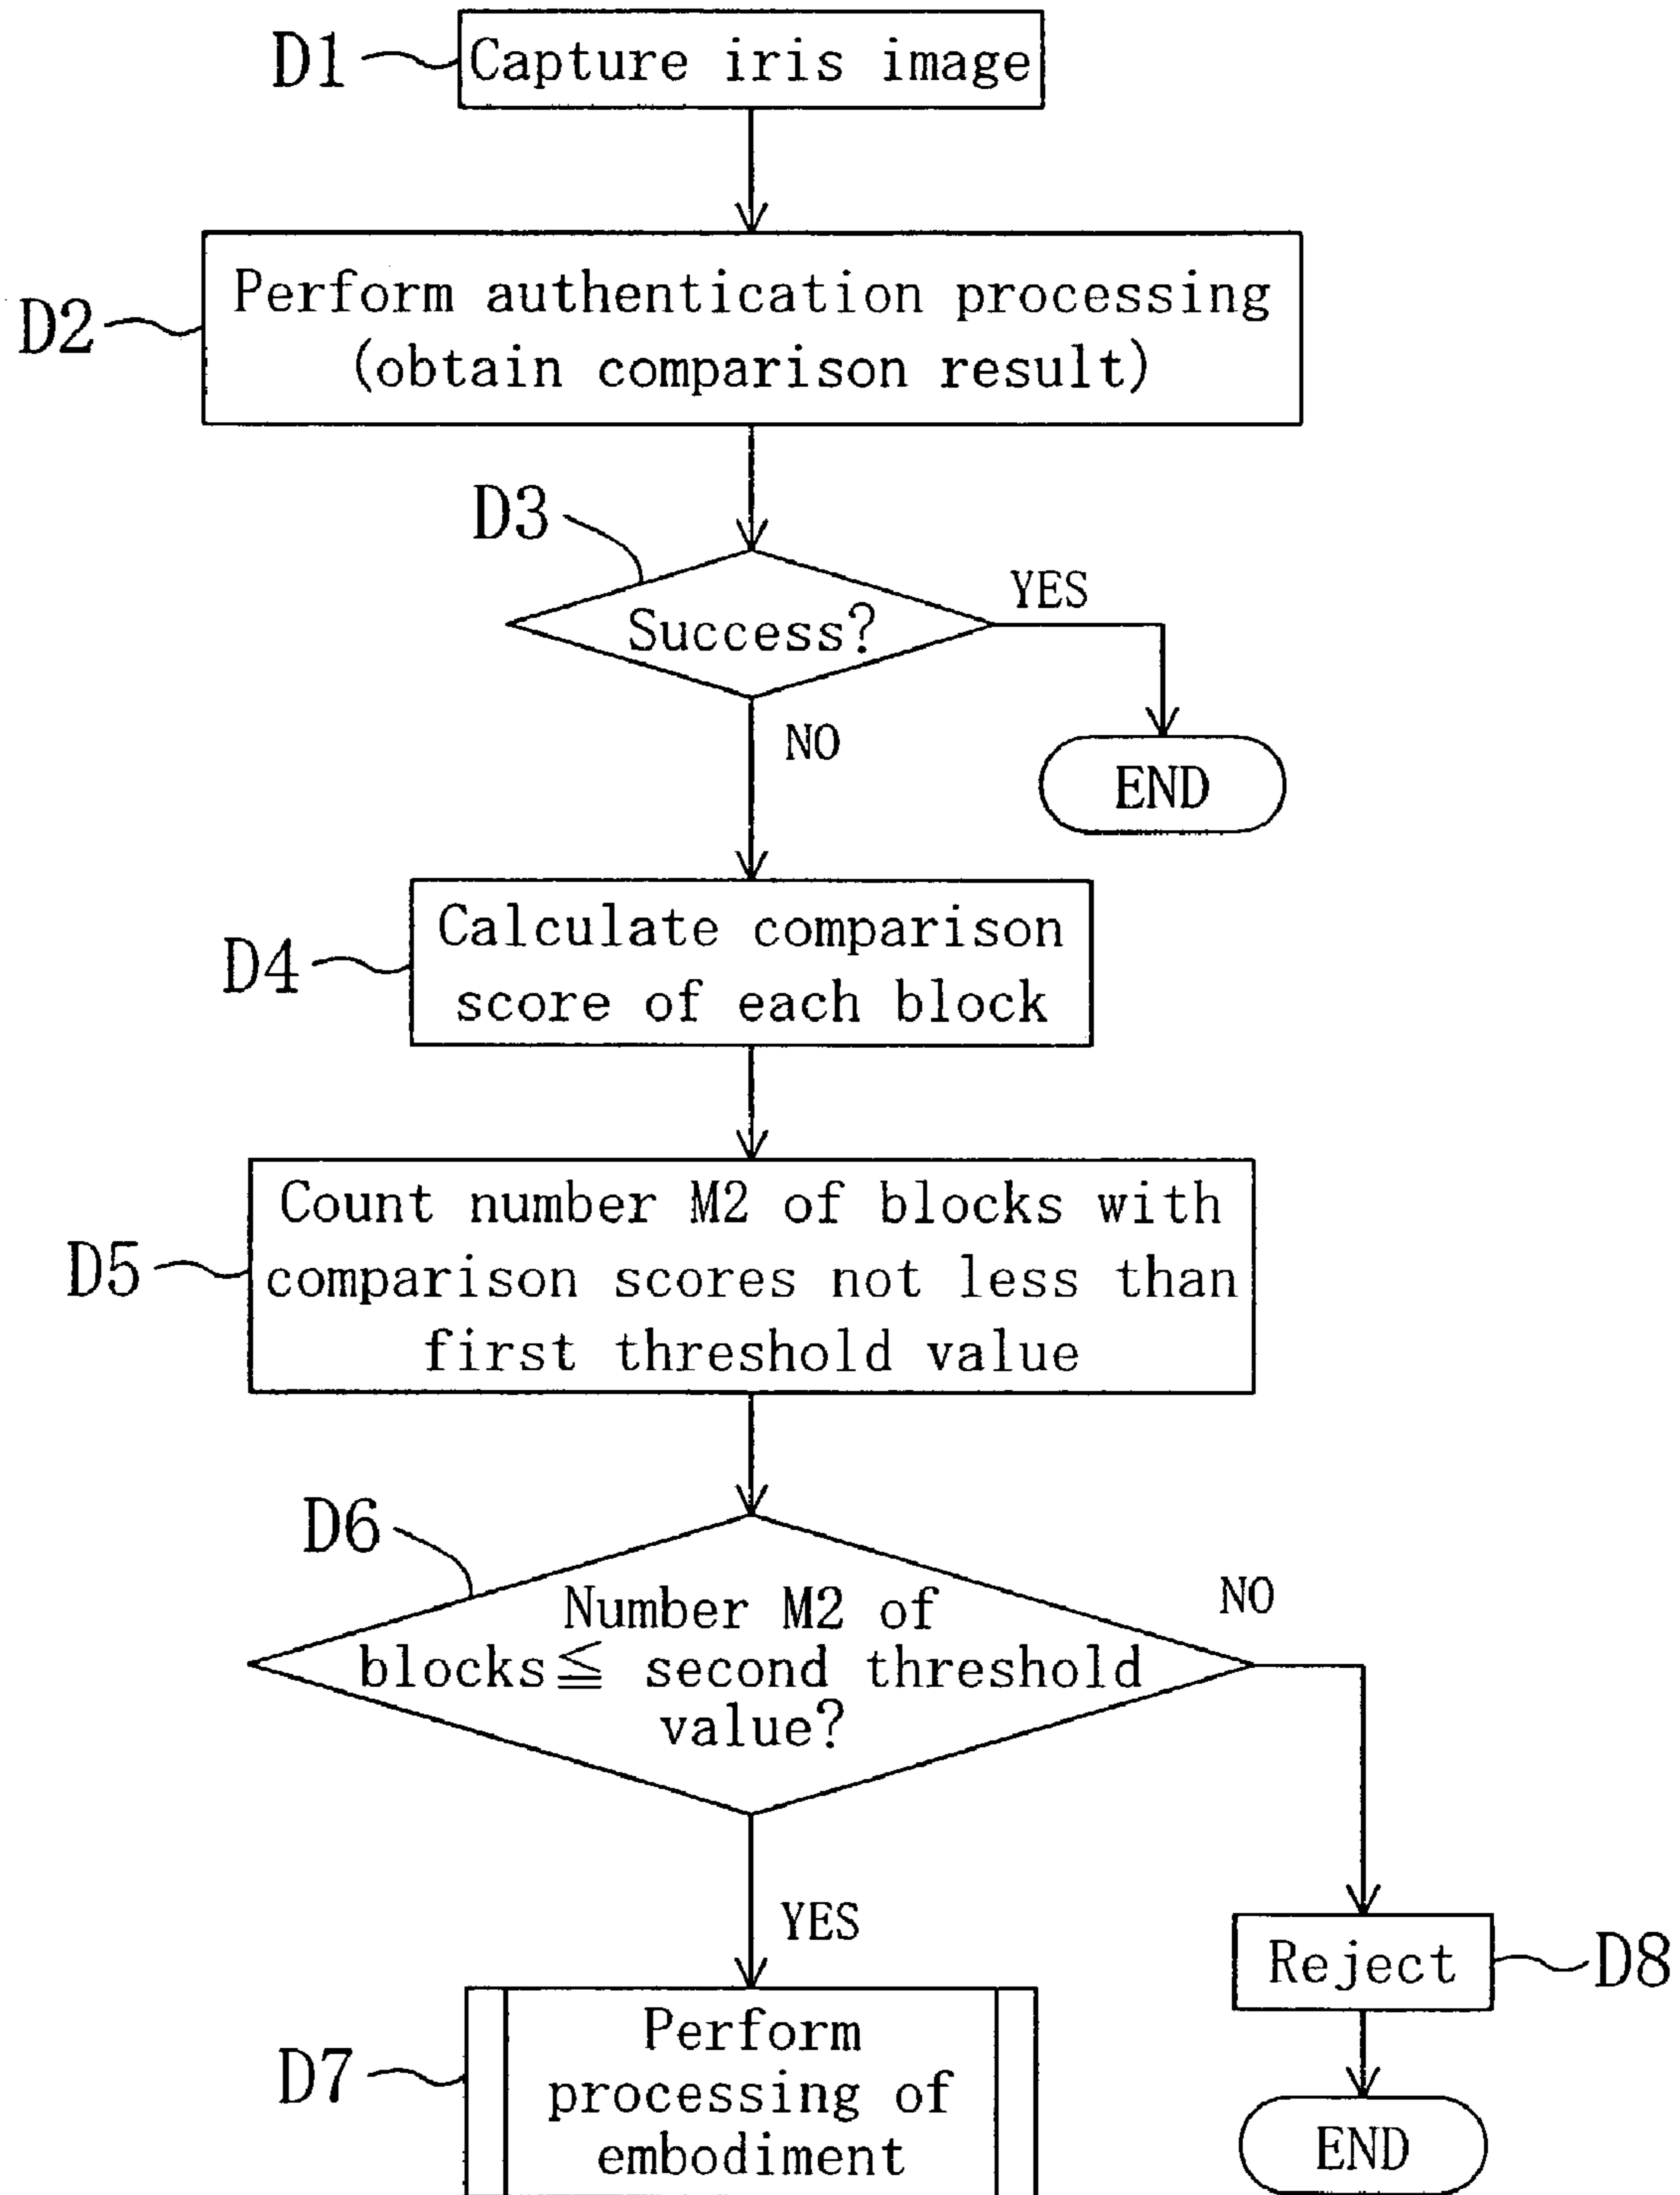 D1
Capture iris image
D2
Perform authentication processing
(obtain comparison result)
D3
Success?
YES
NO
END
D4
Calculate comparison
score of each block
D5
Count number M2 of blocks with
comparison scores not less than
first threshold value
D6
Number M2 of
blocks≦ second threshold
value?
NO
YES
Reject
D8
D7
Perform
processing of
embodiment
END